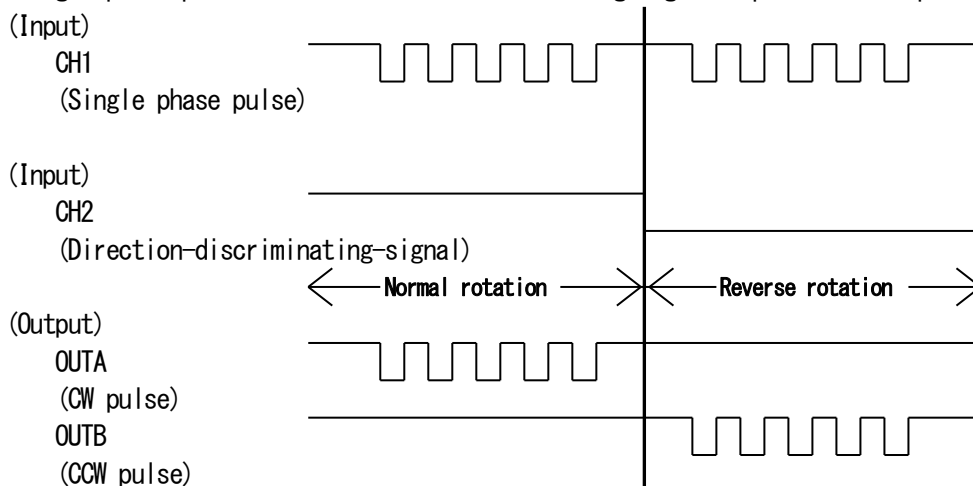 (Input)
CH1
(Single phase pulse)
(Input)
CH2
(Direction-discriminating-signal)
Normal rotation
Reverse rotation
(Output)
OUTA
(CW pulse)
OUTB
(CCW pulse)